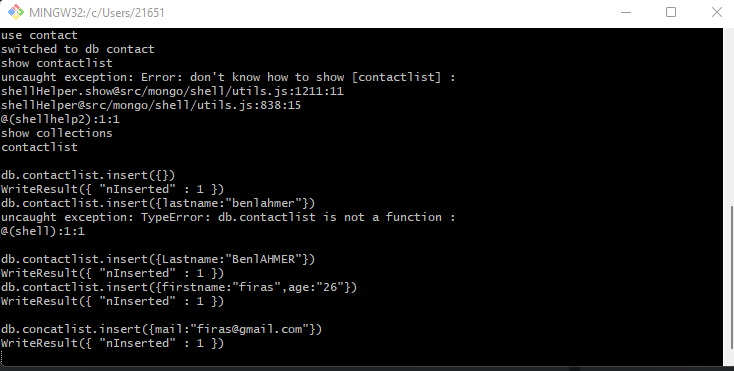 MINGW32:/c/Users/21651
use contact
switched to db contact
show contactlist
uncaught exception: Error: don't know how to show [contactlist] :
shellHelper.show@src/mongo/shell/utils.js:1211:11
shellHelper@src/mongo/shell/utils.js:838:15
@(shellhelp2):1:1
show collections
contactlist
db.contactlist.insert({})
WriteResult({ "nInserted" : 1 })
db.contactlist.insert({lastname:"benlahmer"})
uncaught exception: TypeError: db.contactlist is not a function :
@(shell):1:1
db.contactlist.insert({Lastname:"BenlAHMER"})
WriteResult({ "nInserted" : 1 })
db.contactlist.insert({firstname:"firas",age:"26"})
WriteResult({ "nInserted" : 1 })
db.concatlist.insert({mail:"firas@gmail.com"})
WriteResult({ "nInserted" : 1 })